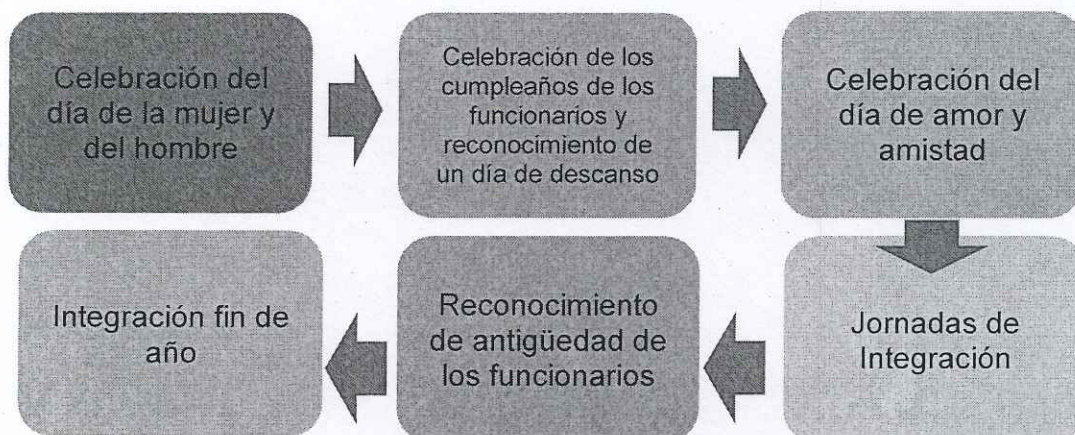 Celebración del
día de la mujer y
del hombre
Celebración de los
cumpleaños de los
funcionarios y
reconocimiento de
un día de descanso
Celebración del
día de amor y
amistad
Jornadas de
Integración
Reconocimiento
de antigüedad de
los funcionarios
Integración fin de
año